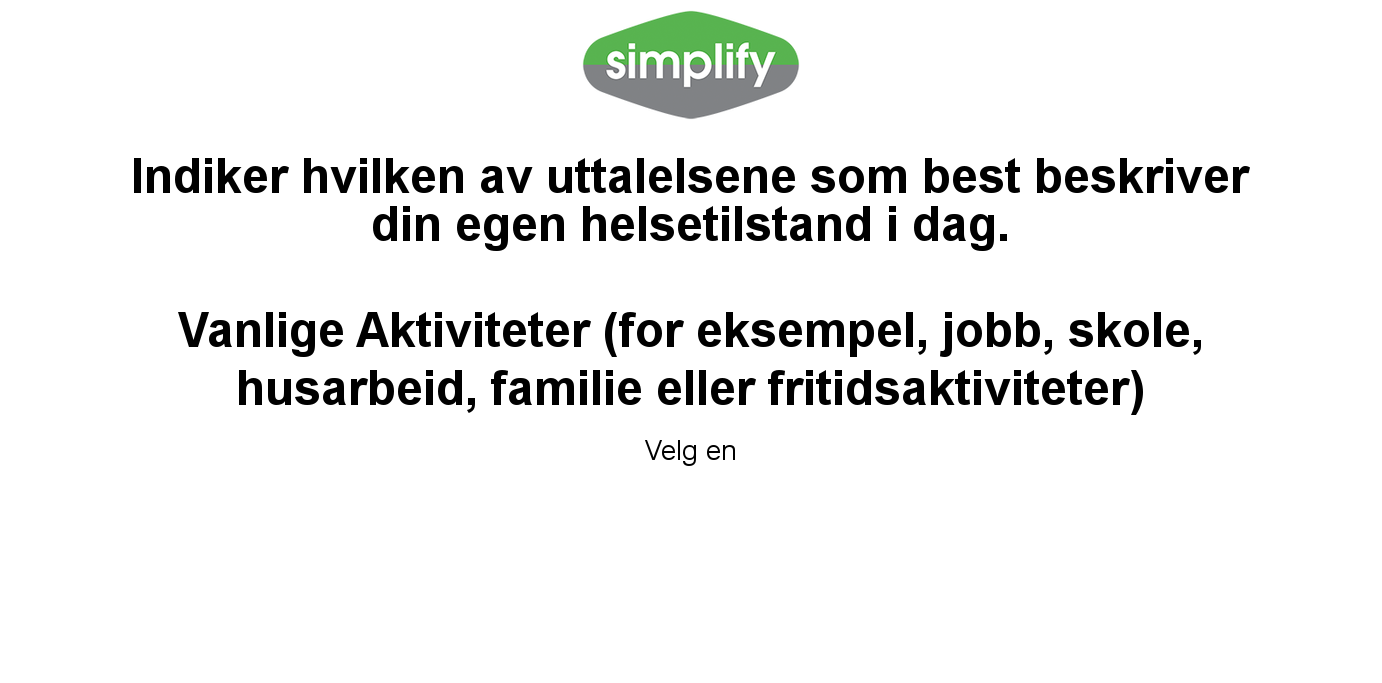 simplify
Indiker hvilken av uttalelsene som best beskriver
din egen helsetilstand i dag.
Vanlige Aktiviteter (for eksempel, jobb, skole,
husarbeid, familie eller fritidsaktiviteter)
Velg en